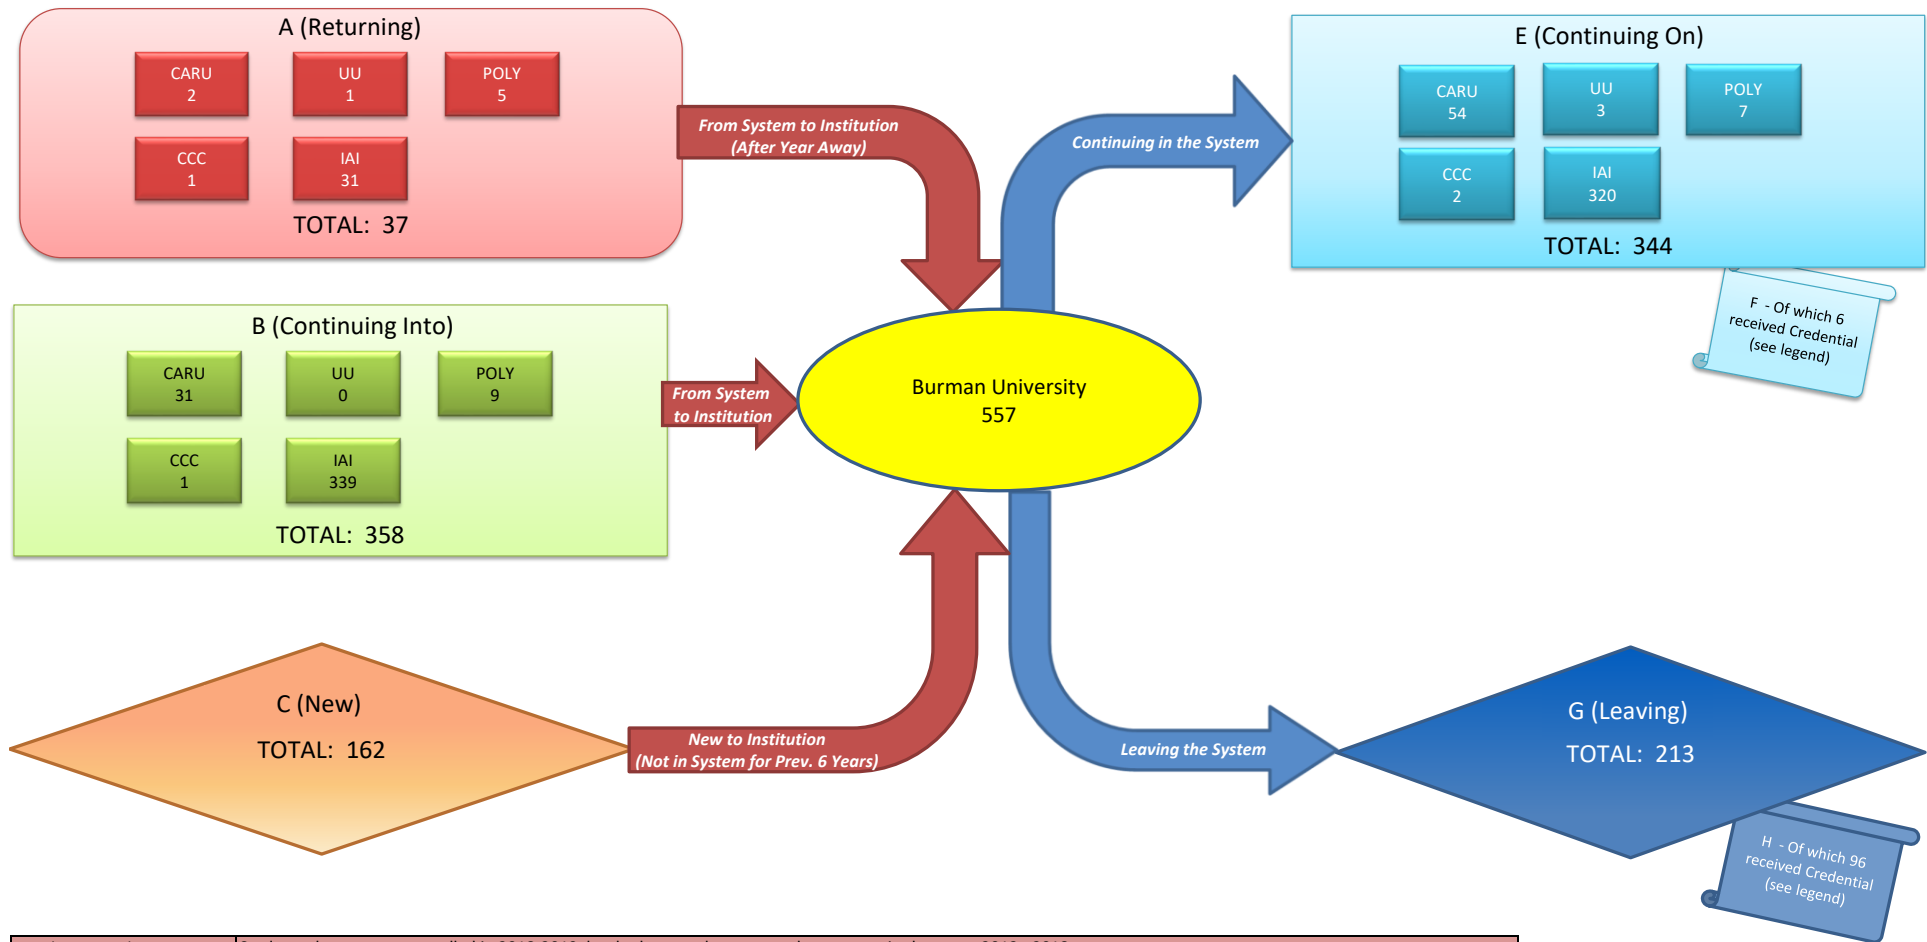 A (Returning)
CARU
2
UU
1
POLY
5
CCC
1
IAI
31
TOTAL: 37
From System to Institution
(After Year Away)
B (Continuing Into)
CARU
31
UU
0
POLY
9
CCC
1
IAI
339
TOTAL: 358
From System
to Institution
C (New)
TOTAL: 162
New to Institution
(Not in System for Prev. 6 Years)
Burman University
557
Continuing in the System
E (Continuing On)
CARU
54
UU
3
POLY
7
CCC
2
IAI
320
TOTAL: 344
F - Of which 6
received Credential
(see legend)
Leaving the System
G (Leaving)
TOTAL: 213
H - Of which 96
received Credential
(see legend)